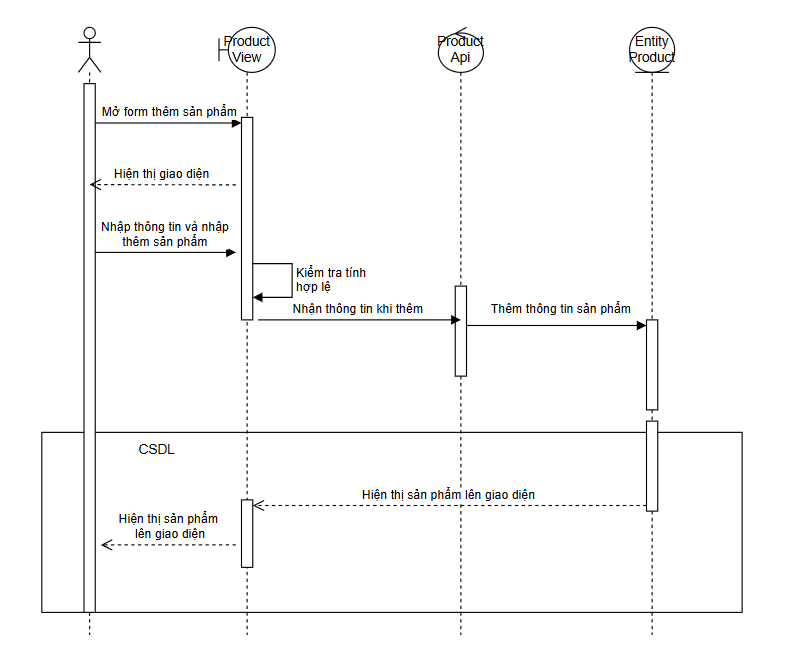 Product
View
Product
Api
Entity
Product
Mở form thêm sản phẩm
Hiện thị giao diện
Nhập thông tin và nhập
thêm sản phẩm
Kiểm tra tính
hợp lệ
Nhận thông tin khi thêm
Thêm thông tin sản phẩm
CSDL
Hiện thị sản phẩm lên giao diện
Hiện thị sản phẩm
lên giao diện